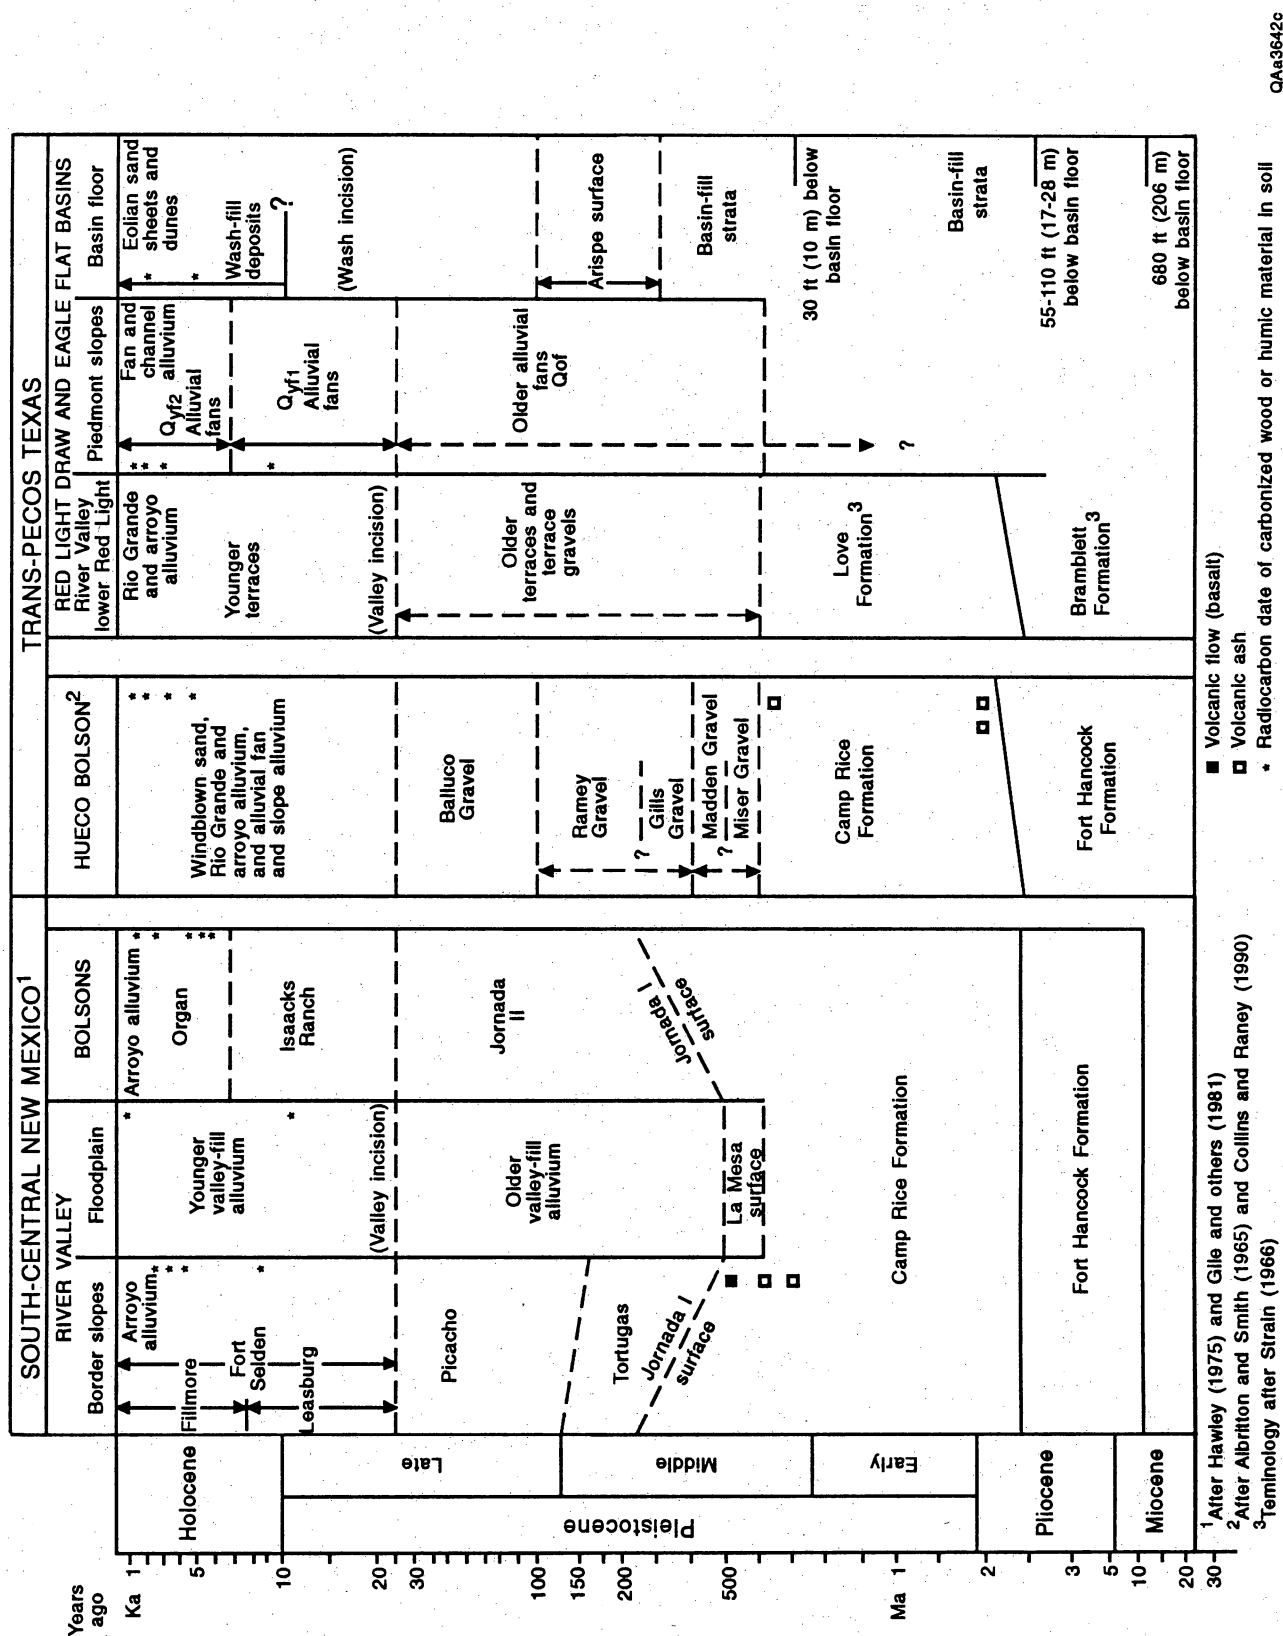 Years
ago
Ka 1
5
10
20
30
100
150
200
500
Ma 1
2
3
5
10
20
30
Holocene
Pleistocene
Late
Middle
Early
Pliocene
Miocene
SOUTH-CENTRAL NEW MEXICO1
RIVER VALLEY
BOLSONS
Border slopes
Floodplain
Fillmore
Leasburg
Fort
Selden
Arroyo
alluvium*
*
*
*
Picacho
Tortugas
Jornada I
surface
*
*
Younger
valley-fill
alluvium
(Valley incision)
Older
valley-fill
alluvium
La Mesa
surface
Arroyo alluvium *
*
*
*
*
Organ
Isaacks
Ranch
Jornada
II
Jornada I
surface
Camp Rice Formation
Fort Hancock Formation
HUECO BOLSON2
*
*
*
*
Windblown sand,
Rio Grande and
arroyo alluvium,
and alluvial fan
and slope alluvium
Balluco
Gravel
Ramey
Gravel
?
Gills
Gravel
Madden Gravel
?
Miser Gravel
Camp Rice
Formation
Fort Hancock
Formation
TRANS-PECOS TEXAS
RED LIGHT DRAW AND EAGLE FLAT BASINS
River Valley
lower Red Light
Piedmont slopes
Basin floor
Rio Grande
and arroyo
alluvium
Younger
terraces
(Valley incision)
Older
terraces and
terrace
gravels
Love
Formation3
Bramblett
Formation3
*
*
*
*
Fan and
channel
alluvium
Qyf2
Alluvial
fans
Qyf1
Alluvial
fans
Older alluvial
fans
Qof
?
Eolian sand
sheets and
dunes
*
*
Wash-fill
deposits
?
(Wash incision)
Arispe surface
Basin-fill
strata
30 ft (10 m) below
basin floor
Basin-fill
strata
55-110 ft (17-28 m)
below basin floor
680 ft (206 m)
below basin floor
1After Hawley (1975) and Gile and others (1981)
2After Albritton and Smith (1965) and Collins and Raney (1990)
3Teminology after Strain (1966)
■ Volcanic flow (basalt)
□ Volcanic ash
* Radiocarbon date of carbonized wood or humic material in soil
QAa3642c